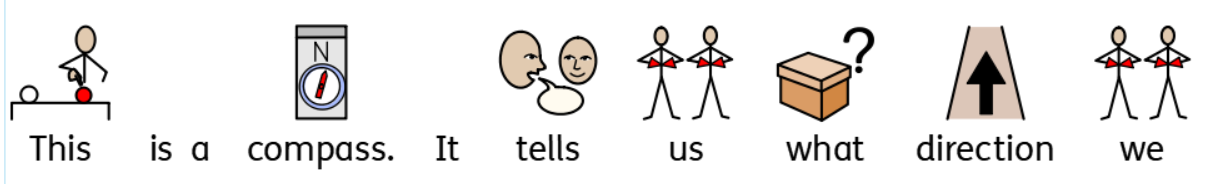 N ?
This is a compass. It tells us what direction we